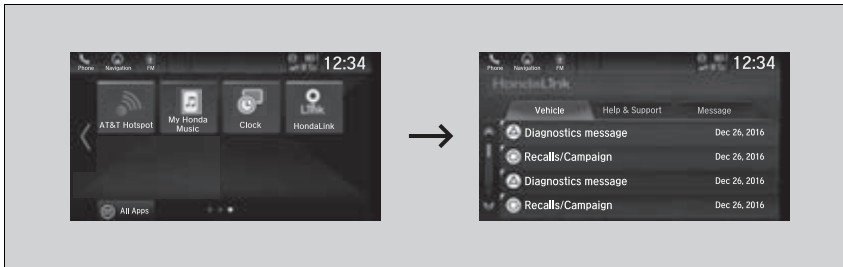 Phone Navigation FM 12:34
AT&T Hotspot
My Honda
Music
Clock
Link
HondaLink
All Apps
Phone Navigation FM 12:34
HondaLink
Vehicle Help & Support Message
Diagnostics message Dec 26, 2016
Recalls/Campaign Dec 26, 2016
Diagnostics message Dec 26, 2016
Recalls/Campaign Dec 26, 2016